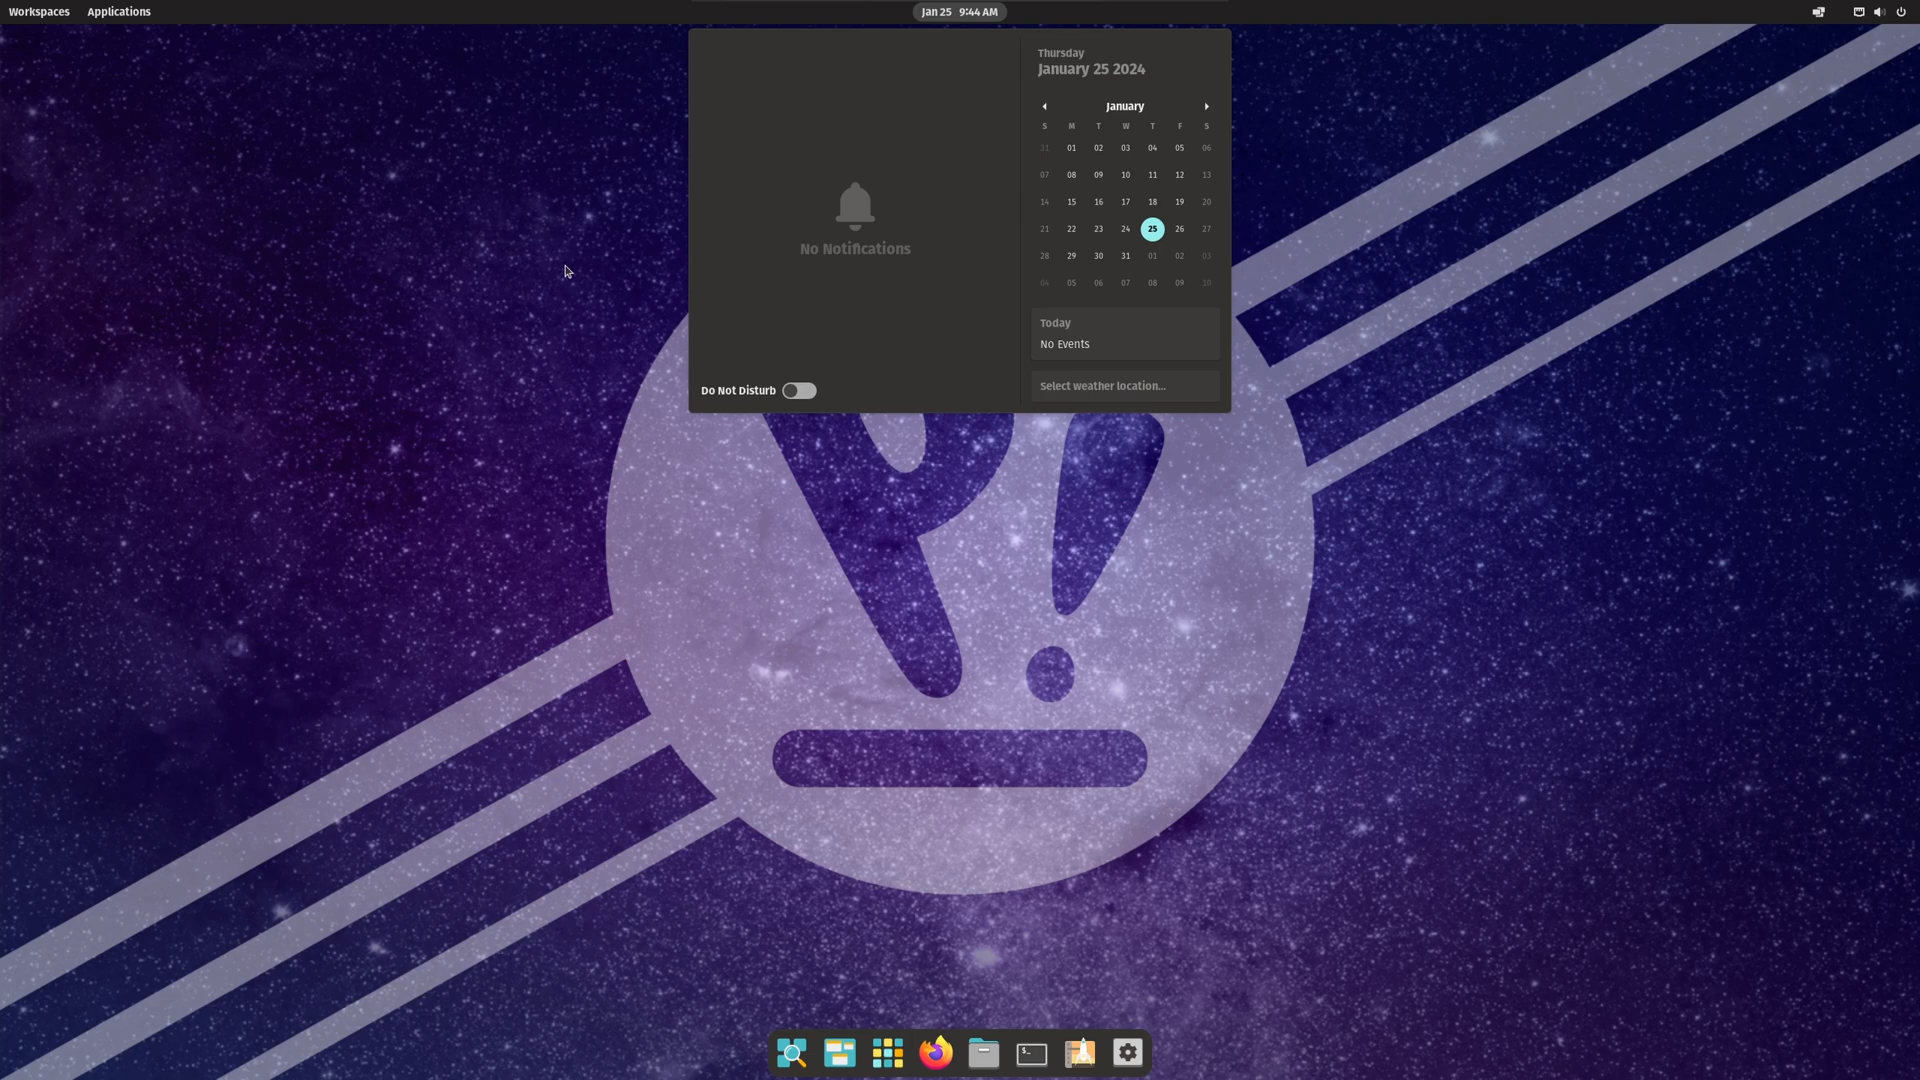 Workspaces Applications Jan 25 9:44 AM
No Notifications
Do Not Disturb
Thursday
January 25 2024
January
S M T W T F S
31 01 02 03 04 05 06
07 08 09 10 11 12 13
14 15 16 17 18 19 20
21 22 23 24 25 26 27
28 29 30 31 01 02 03
04 05 06 07 08 09 10
Today
No Events
Select weather location...
P!
$_